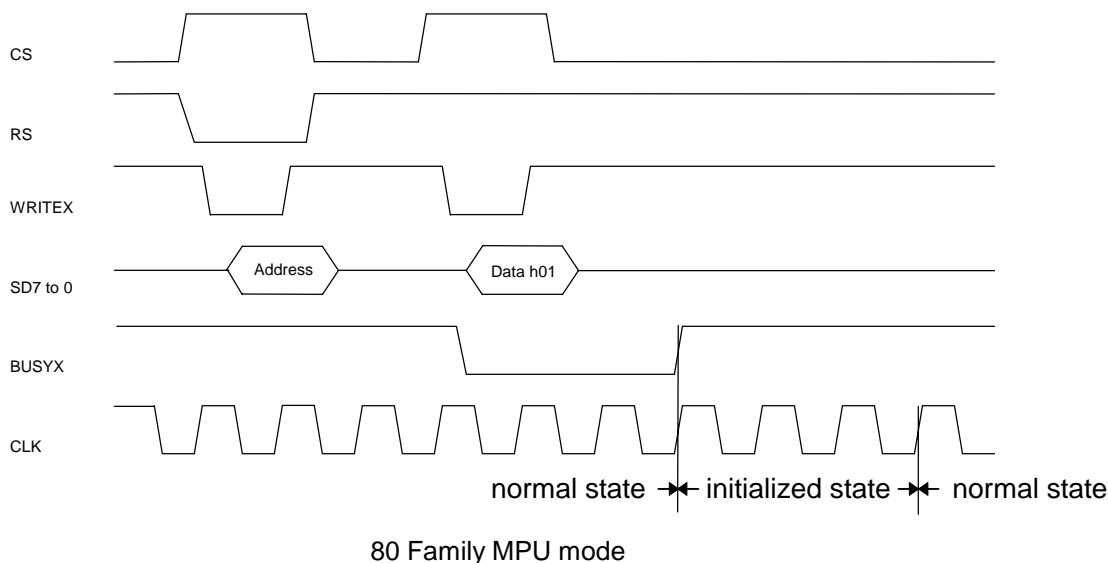 CS
RS
WRITEX
Address
Data h01
SD7 to 0
BUSYX
CLK
normal state
initialized state
normal state
80 Family MPU mode